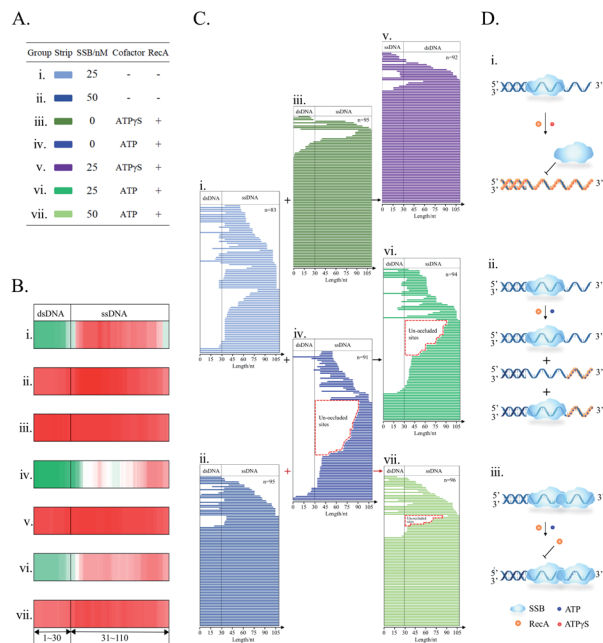 A.
Group Strip SSB/nM Cofactor RecA
i. 25 - -
ii. 50 - -
iii. 0 ATPγS +
iv. 0 ATP +
v. 25 ATPγS +
vi. 25 ATP +
vii. 50 ATP +
B.
dsDNA ssDNA
i.
ii.
iii.
iv.
v.
vi.
vii.
1~30 31~110
C.
i.
dsDNA ssDNA
n=83
0 15 30 45 60 75 90 105
Length/nt
ii.
dsDNA ssDNA
n=95
0 15 30 45 60 75 90 105
Length/nt
+
iii.
dsDNA ssDNA
n=95
0 15 30 45 60 75 90 105
Length/nt
+
iv.
dsDNA ssDNA
n=91
Un-occluded
sites
0 15 30 45 60 75 90 105
Length/nt
+
v.
ssDNA dsDNA
n=92
0 15 30 45 60 75 90 105
Length/nt
vi.
dsDNA ssDNA
n=94
Un-occluded
sites
0 15 30 45 60 75 90 105
Length/nt
vii.
dsDNA ssDNA
n=96
Un-occluded
sites
0 15 30 45 60 75 90 105
Length/nt
D.
i.
5' 3'
3'
5' 3'
3'
ii.
5' 3'
3'
5' 3'
3'
+
5' 3'
3'
+
5' 3'
3'
iii.
5' 3'
3'
5' 3'
3'
SSB ATP
RecA ATPγS